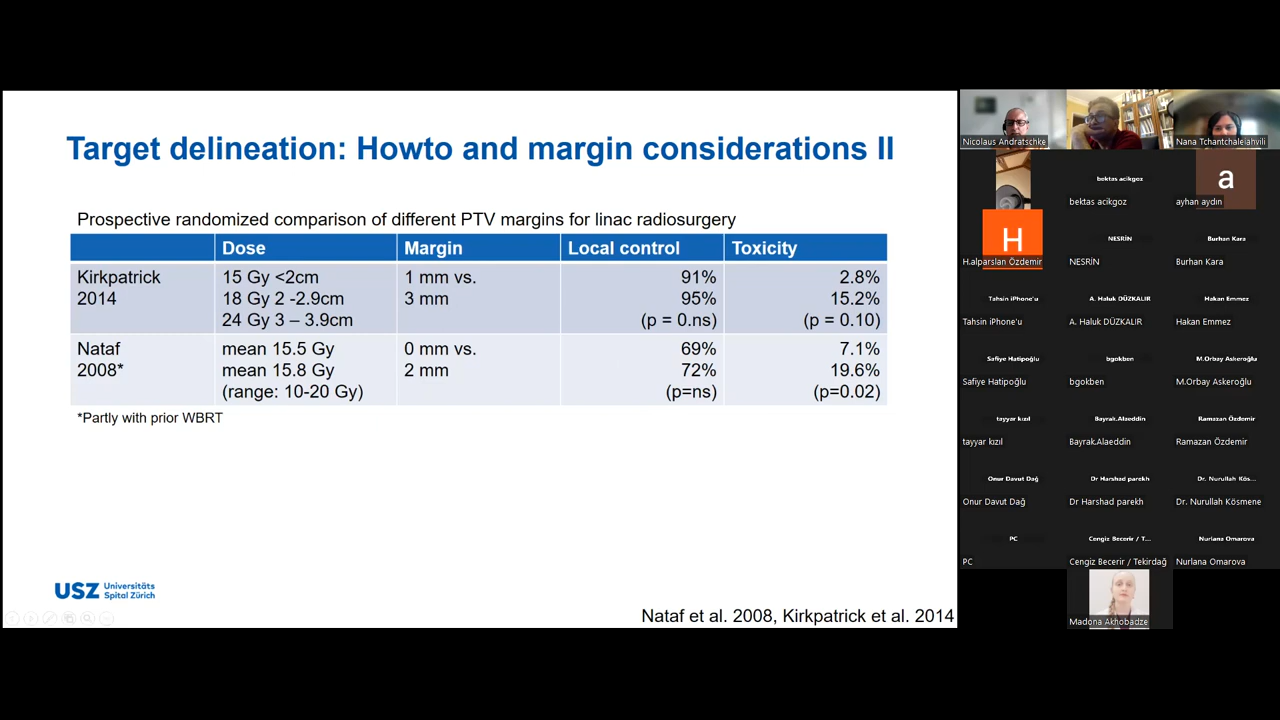 Target delineation: Howto and margin considerations II
Prospective randomized comparison of different PTV margins for linac radiosurgery
Dose Margin Local control Toxicity
Kirkpatrick 2014
15 Gy <2cm
18 Gy 2 -2.9cm
24 Gy 3 – 3.9cm
1 mm vs.
3 mm
91%
95%
(p = 0.ns)
2.8%
15.2%
(p = 0.10)
Nataf
2008*
mean 15.5 Gy
mean 15.8 Gy
(range: 10-20 Gy)
0 mm vs.
2 mm
69%
72%
(p=ns)
7.1%
19.6%
(p=0.02)
*Partly with prior WBRT
USZ Universitäts
Spital Zürich
Nataf et al. 2008, Kirkpatrick et al. 2014
Nicolaus Andratschke
Nana Tchantchalelahvili
bektas acikgoz
bektas acikgoz
a
ayhan aydın
H
H.alparslan Özdemir
NESRİN
NESRİN
Burhan Kara
Burhan Kara
Tahsin iPhone'u
Tahsin iPhone'u
A. Haluk DÜZKALIR
A. Haluk DÜZKALIR
Hakan Emmez
Hakan Emmez
Safiye Hatipoğlu
Safiye Hatipoğlu
bgokben
bgokben
M.Orbay Askeroğlu
M.Orbay Askeroğlu
tayyar kızıl
tayyar kızıl
Bayrak.Alaeddin
Bayrak.Alaeddin
Ramazan Özdemir
Ramazan Özdemir
Onur Davut Dağ
Onur Davut Dağ
Dr Harshad parekh
Dr Harshad parekh
Dr. Nurullah Kös...
Dr. Nurullah Kösmene
PC
PC
Cengiz Becerir / T...
Cengiz Becerir / Tekirdağ
Nurlana Omarova
Nurlana Omarova
Madona Akhobadze